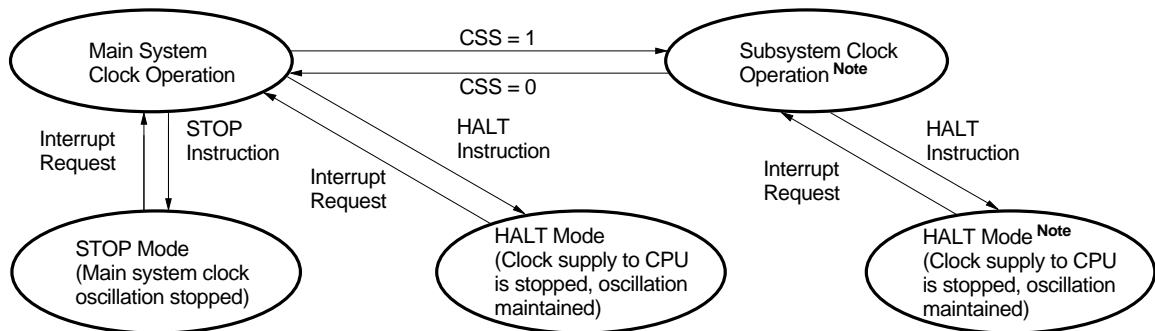 Main System
Clock Operation
CSS = 1
CSS = 0
Subsystem Clock
Operation Note
Interrupt
Request
STOP
Instruction
HALT
Instruction
Interrupt
Request
HALT
Instruction
Interrupt
Request
STOP Mode
(Main system clock
oscillation stopped)
HALT Mode
(Clock supply to CPU
is stopped, oscillation
maintained)
HALT Mode Note
(Clock supply to CPU
is stopped, oscillation
maintained)